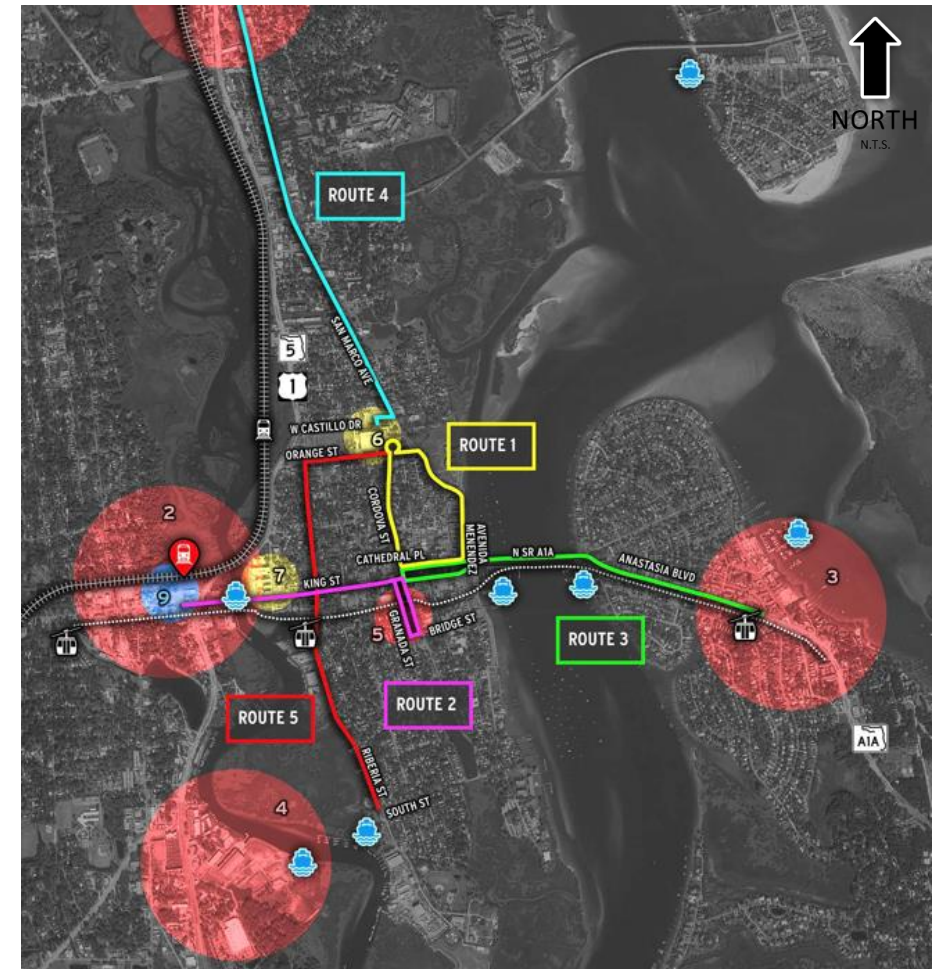 NORTH
N.T.S.
ROUTE 4
SAN MARCO AVE
5
1
W CASTILLO DR
6
ROUTE 1
ORANGE ST
CORDOVA ST
2
AVENIDA
MENENDEZ
CATHEDRAL PL
N SR A1A
ANASTASIA BLVD
3
7
KING ST
9
5
GRANADA ST
BRIDGE ST
ROUTE 3
ROUTE 5
ROUTE 2
A1A
RIBERIA ST
SOUTH ST
4